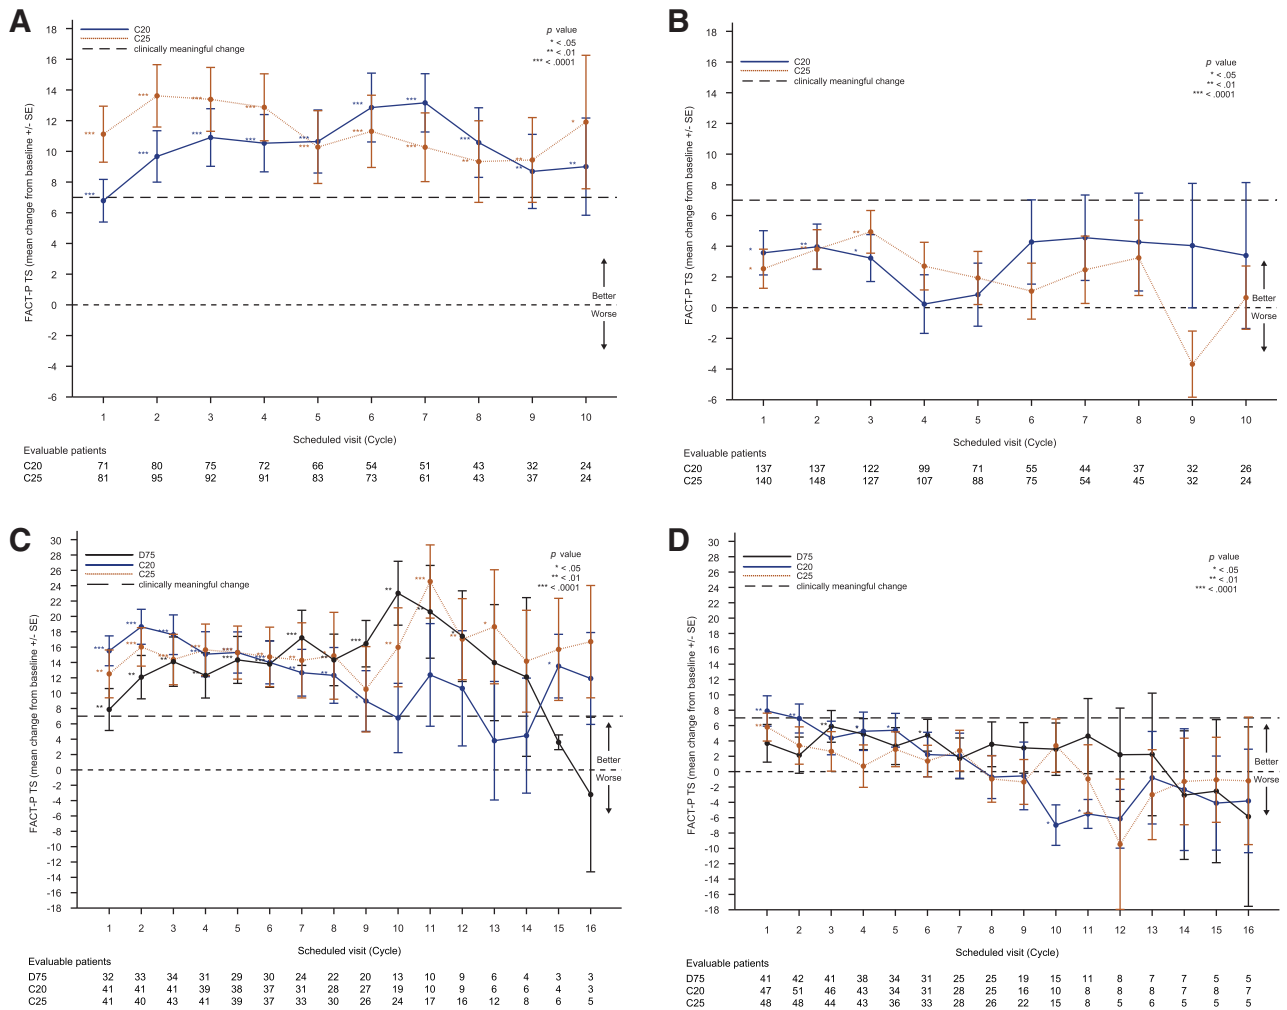 A
FACT-P TS (mean change from baseline +/- SE)
18
16
14
12
10
8
6
4
2
0
-2
-4
-6
C20
C25
clinically meaningful change
p value
* < .05
** < .01
*** < .0001
Better
Worse
1 2 3 4 5 6 7 8 9 10
Scheduled visit (Cycle)
Evaluable patients
C20 71 80 75 72 66 54 51 43 32 24
C25 81 95 92 91 83 73 61 43 37 24
B
FACT-P TS (mean change from baseline +/- SE)
18
16
14
12
10
8
6
4
2
0
-2
-4
-6
C20
C25
clinically meaningful change
p value
* < .05
** < .01
*** < .0001
Better
Worse
1 2 3 4 5 6 7 8 9 10
Scheduled visit (Cycle)
Evaluable patients
C20 137 137 122 99 71 55 44 37 32 26
C25 140 148 127 107 88 75 54 45 32 24
C
FACT-P TS (mean change from baseline +/- SE)
30
28
26
24
22
20
18
16
14
12
10
8
6
4
2
0
-2
-4
-6
-8
-10
-12
-14
-16
-18
D75
C20
C25
clinically meaningful change
p value
* < .05
** < .01
*** < .0001
Better
Worse
1 2 3 4 5 6 7 8 9 10 11 12 13 14 15 16
Scheduled visit (Cycle)
Evaluable patients
D75 32 33 34 31 29 30 24 22 20 13 10 9 6 4 3 3
C20 41 41 41 39 38 37 31 28 27 19 10 9 6 6 4 3
C25 41 40 43 41 39 37 33 30 26 24 17 16 12 8 6 5
D
FACT-P TS (mean change from baseline +/- SE)
30
28
26
24
22
20
18
16
14
12
10
8
6
4
2
0
-2
-4
-6
-8
-10
-12
-14
-16
-18
D75
C20
C25
clinically meaningful change
p value
* < .05
** < .01
*** < .0001
Better
Worse
1 2 3 4 5 6 7 8 9 10 11 12 13 14 15 16
Scheduled visit (Cycle)
Evaluable patients
D75 41 42 41 38 34 31 25 25 19 15 11 8 7 7 5 5
C20 47 51 46 43 34 31 28 25 16 10 8 8 8 7 8 7
C25 48 48 44 43 36 33 28 26 22 15 8 5 6 5 5 5